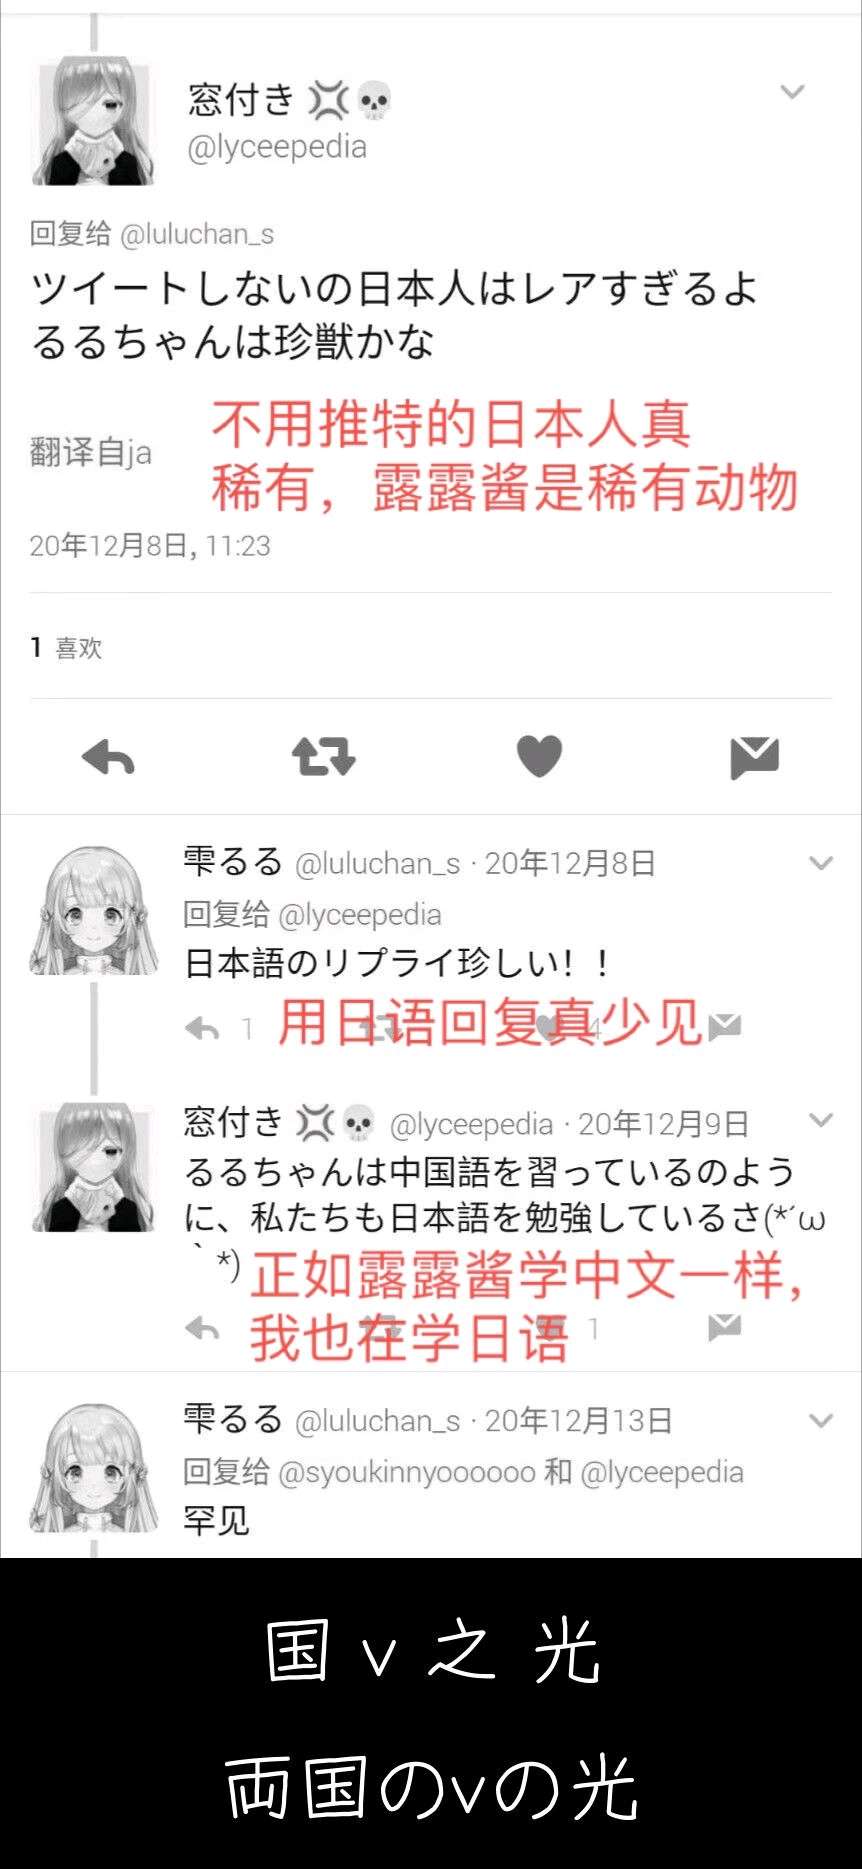 窓付き 💢💀
@lyceepedia
回复给 @luluchan_s
ツイートしないの日本人はレアすぎるよ
るるちゃんは珍獣かな
翻译自ja
不用推特的日本人真
稀有，露露酱是稀有动物
20年12月8日, 11:23
1 喜欢
雫るる @luluchan_s · 20年12月8日
回复给 @lyceepedia
日本語のリプライ珍しい！！
1 4
用日语回复真少见
窓付き 💢💀 @lyceepedia · 20年12月9日
るるちゃんは中国語を習っているのよう
に、私たちも日本語を勉強しているさ(*´ω
｀*)
正如露露酱学中文一样，
我也在学日语
1
雫るる @luluchan_s · 20年12月13日
回复给 @syoukinnyoooooo 和 @lyceepedia
罕见
国v之光
両国のvの光